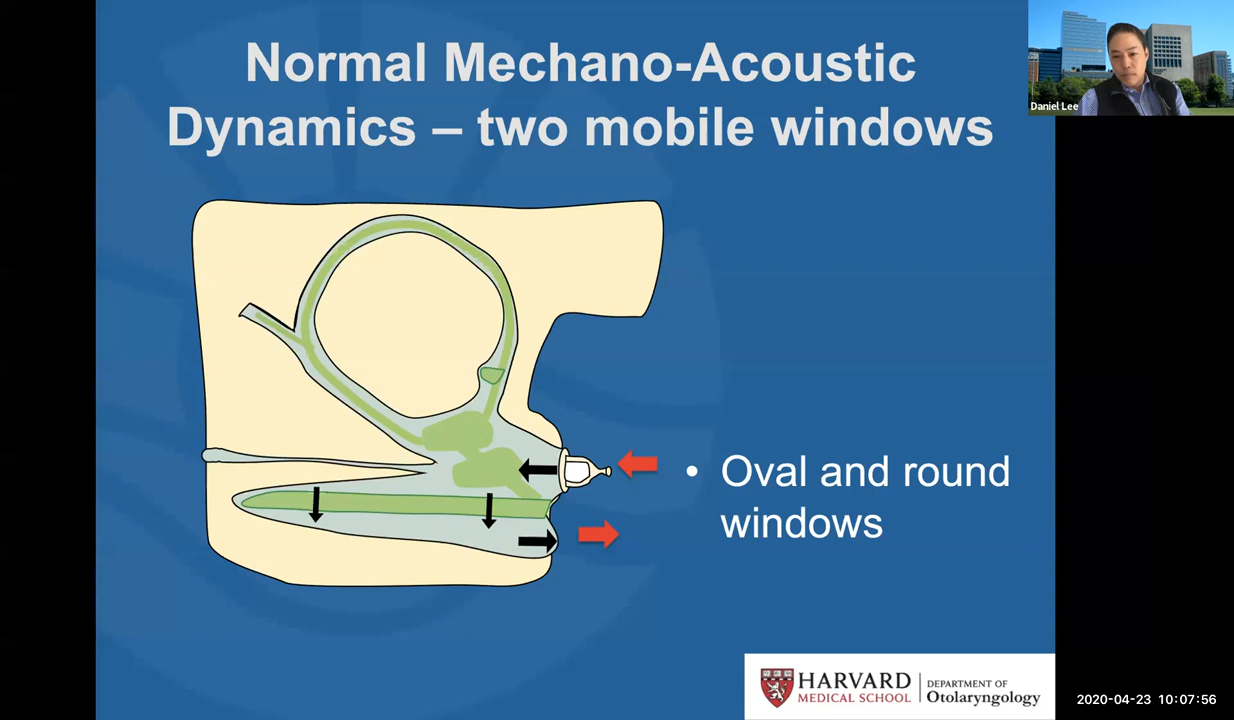 Normal Mechano-Acoustic
Dynamics – two mobile windows
Daniel Lee
• Oval and round
windows
HARVARD
MEDICAL SCHOOL
DEPARTMENT OF
Otolaryngology
2020-04-23 10:07:56